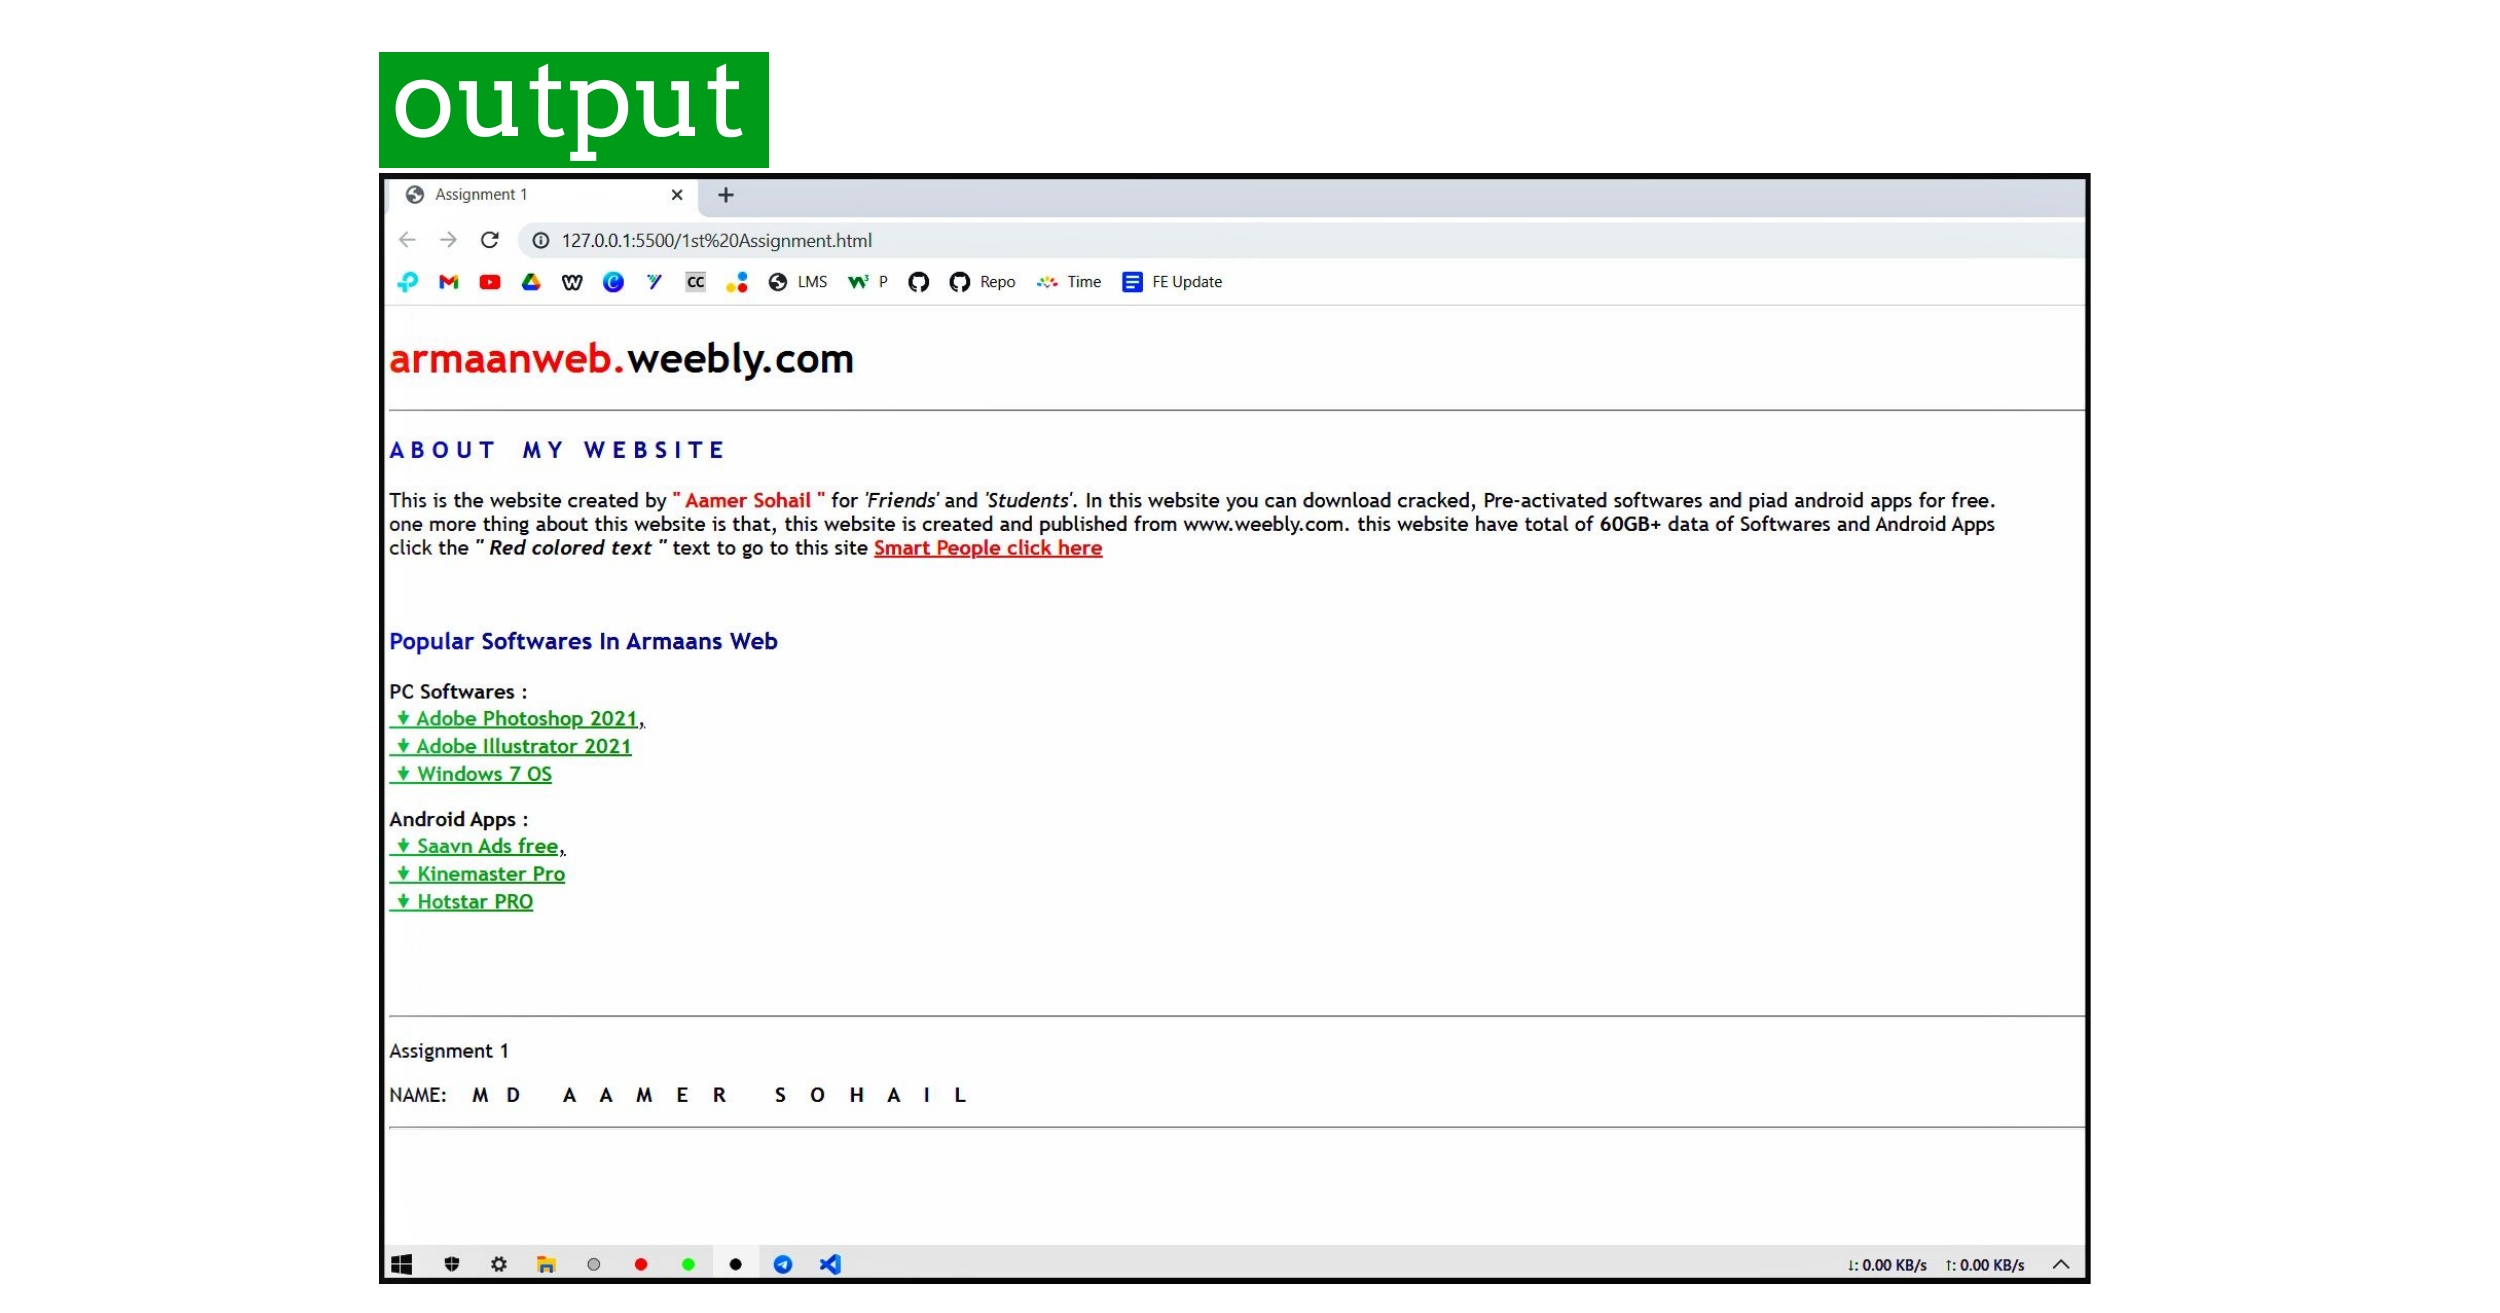 output
Assignment 1
127.0.0.1:5500/1st%20Assignment.html
CC LMS P Repo Time FE Update
armaanweb.weebly.com
ABOUT MY WEBSITE
This is the website created by " Aamer Sohail " for 'Friends' and 'Students'. In this website you can download cracked, Pre-activated softwares and piad android apps for free.
one more thing about this website is that, this website is created and published from www.weebly.com. this website have total of 60GB+ data of Softwares and Android Apps
click the " Red colored text " text to go to this site Smart People click here
Popular Softwares In Armaans Web
PC Softwares :
Adobe Photoshop 2021,
Adobe Illustrator 2021
Windows 7 OS
Android Apps :
Saavn Ads free,
Kinemaster Pro
Hotstar PRO
Assignment 1
NAME: M D A A M E R S O H A I L
↓: 0.00 KB/s ↑: 0.00 KB/s